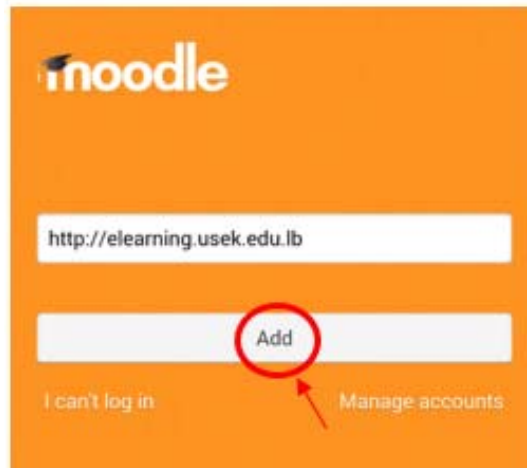 moodle
http://elearning.usek.edu.lb
Add
I can't log in
Manage accounts